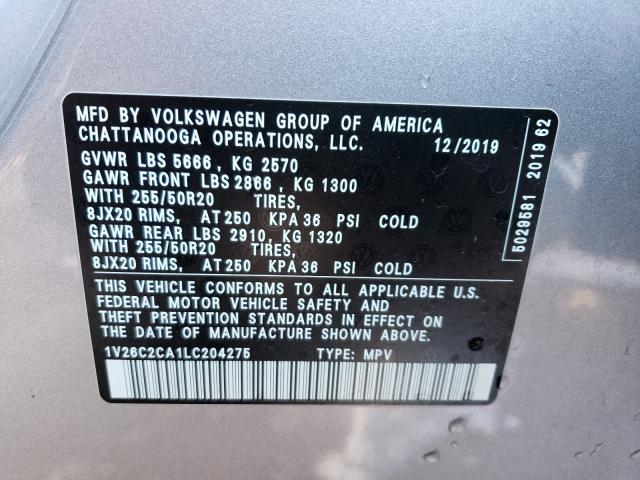 MFD BY VOLKSWAGEN GROUP OF AMERICA
CHATTANOOGA OPERATIONS, LLC. 12/2019
GVWR LBS 5666 , KG 2570
GAWR FRONT LBS 2866 , KG 1300
WITH 255/50R20 TIRES,
8JX20 RIMS, AT 250 KPA 36 PSI COLD
GAWR REAR LBS 2910, KG 1320
WITH 255/50R20 TIRES,
8JX20 RIMS, AT 250 KPA 36 PSI COLD
THIS VEHICLE CONFORMS TO ALL APPLICABLE U.S.
FEDERAL MOTOR VEHICLE SAFETY AND
THEFT PREVENTION STANDARDS IN EFFECT ON
THE DATE OF MANUFACTURE SHOWN ABOVE.
1V26C2CA1LC204275 TYPE: MPV
5029581 2019 62